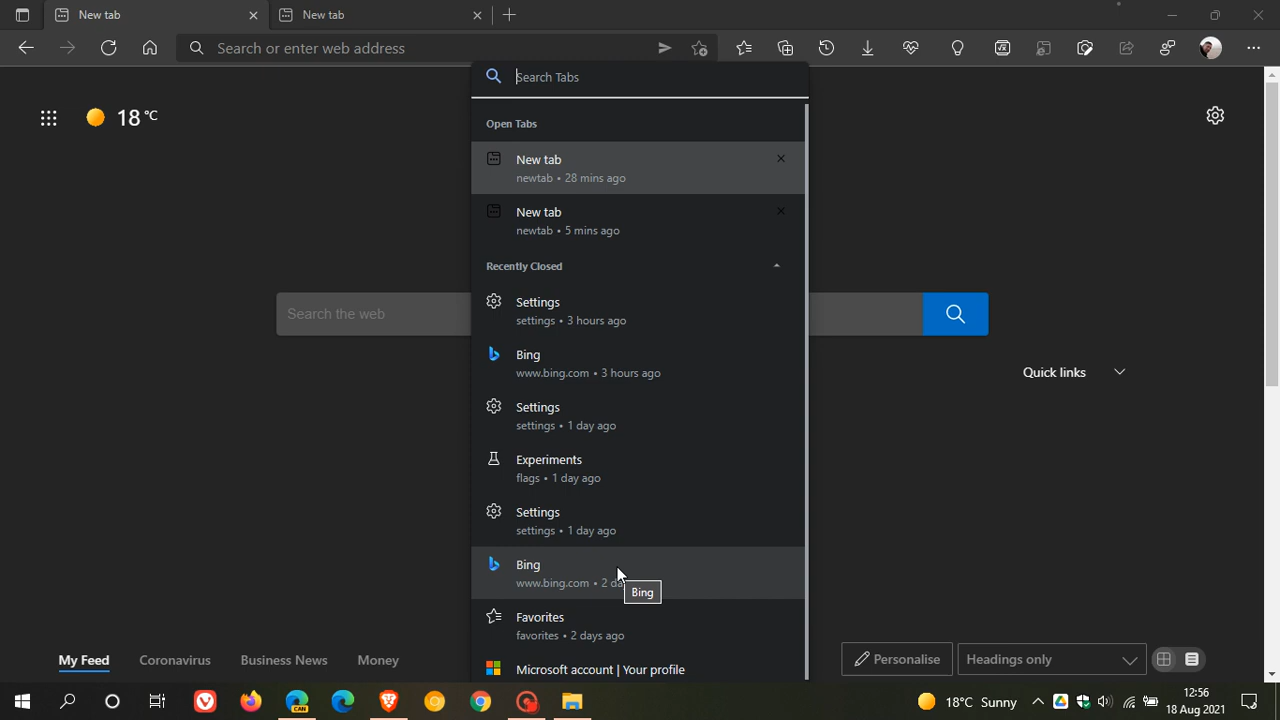 New tab
New tab
Search or enter web address
Search Tabs
18 °C
Open Tabs
New tab
newtab • 28 mins ago
New tab
newtab • 5 mins ago
Recently Closed
Settings
settings • 3 hours ago
Search the web
Bing
www.bing.com • 3 hours ago
Quick links
Settings
settings • 1 day ago
Experiments
flags • 1 day ago
Settings
settings • 1 day ago
Bing
www.bing.com • 2
Bing
Favorites
favorites • 2 days ago
Microsoft account | Your profile
My Feed Coronavirus Business News Money
Personalise
Headings only
CAN
18°C Sunny
12:56
18 Aug 2021